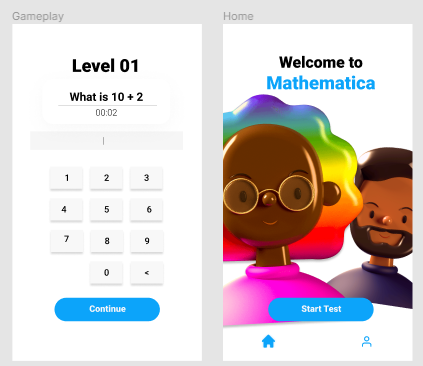 Gameplay
Level 01
What is 10 + 2
00:02
1 2 3
4 5 6
7 8 9
0 <
Continue
Home
Welcome to
Mathematica
Start Test